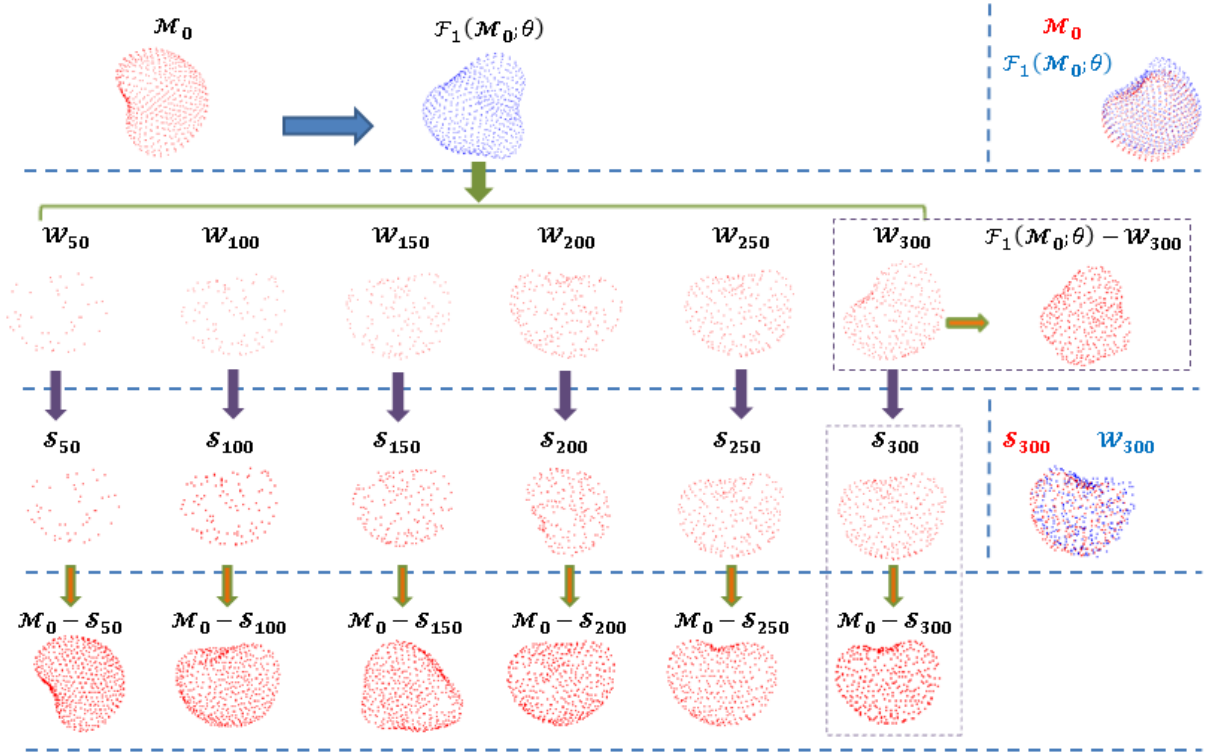 𝓜₀ 𝓕₁(𝓜₀; θ) 𝓜₀
𝓕₁(𝓜₀; θ)
𝓦₅₀ 𝓦₁₀₀ 𝓦₁₅₀ 𝓦₂₀₀ 𝓦₂₅₀ 𝓦₃₀₀ 𝓕₁(𝓜₀; θ) − 𝓦₃₀₀
𝓢₅₀ 𝓢₁₀₀ 𝓢₁₅₀ 𝓢₂₀₀ 𝓢₂₅₀ 𝓢₃₀₀ 𝓢₃₀₀ 𝓦₃₀₀
𝓜₀ − 𝓢₅₀ 𝓜₀ − 𝓢₁₀₀ 𝓜₀ − 𝓢₁₅₀ 𝓜₀ − 𝓢₂₀₀ 𝓜₀ − 𝓢₂₅₀ 𝓜₀ − 𝓢₃₀₀